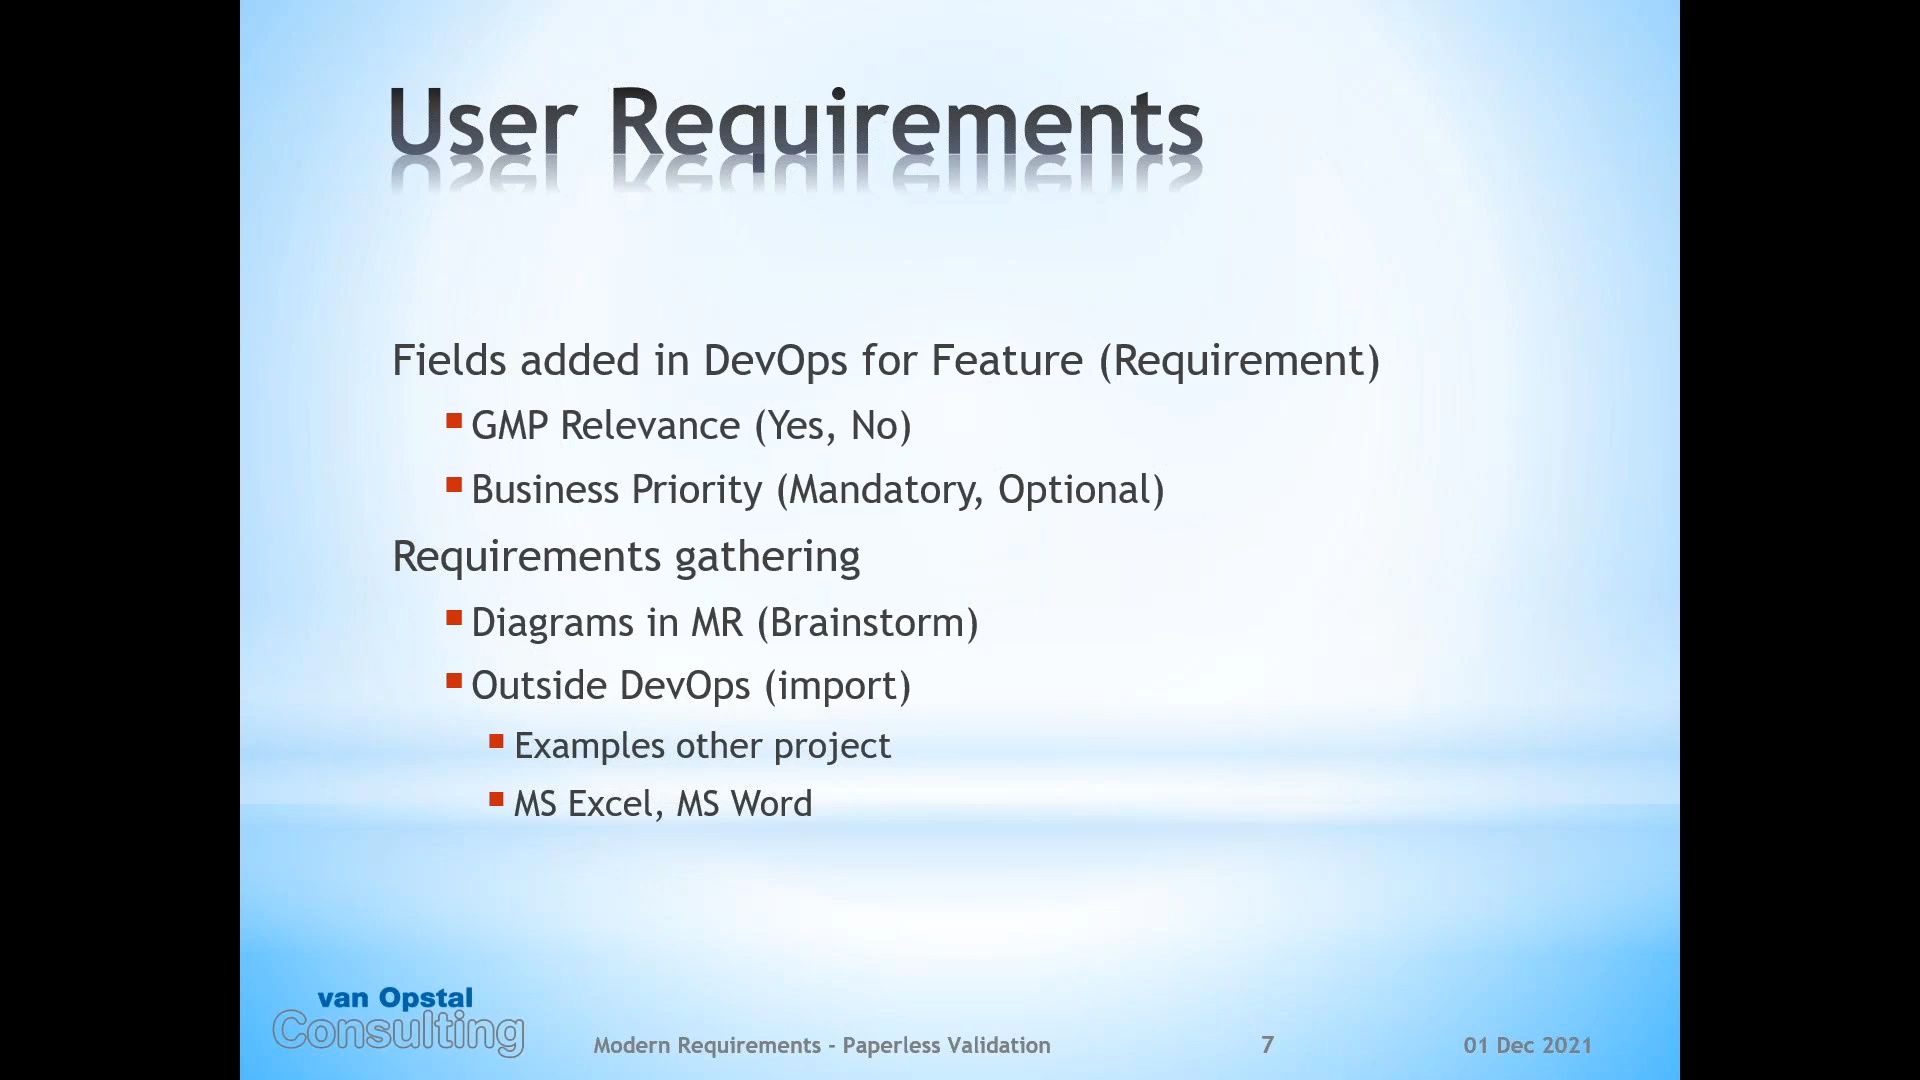 User Requirements
Fields added in DevOps for Feature (Requirement)
GMP Relevance (Yes, No)
Business Priority (Mandatory, Optional)
Requirements gathering
Diagrams in MR (Brainstorm)
Outside DevOps (import)
Examples other project
MS Excel, MS Word
van Opstal
Consulting
Modern Requirements - Paperless Validation
7
01 Dec 2021